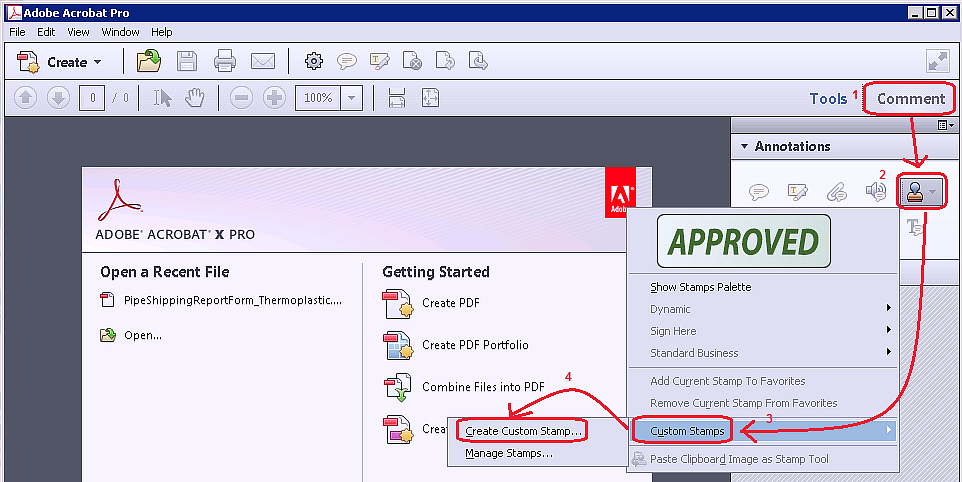 Adobe Acrobat Pro
File Edit View Window Help
Create
0 / 0 100% Tools 1 Comment
Annotations
2
Adobe
ADOBE® ACROBAT® X PRO
APPROVED
Open a Recent File
PipeShippingReportForm_Thermoplastic....
Open...
Getting Started
Create PDF
Create PDF Portfolio
Combine Files into PDF
Crea
Show Stamps Palette
Dynamic
Sign Here
Standard Business
Add Current Stamp To Favorites
Remove Current Stamp From Favorites
Custom Stamps 3
Paste Clipboard Image as Stamp Tool
4
Create Custom Stamp...
Manage Stamps...